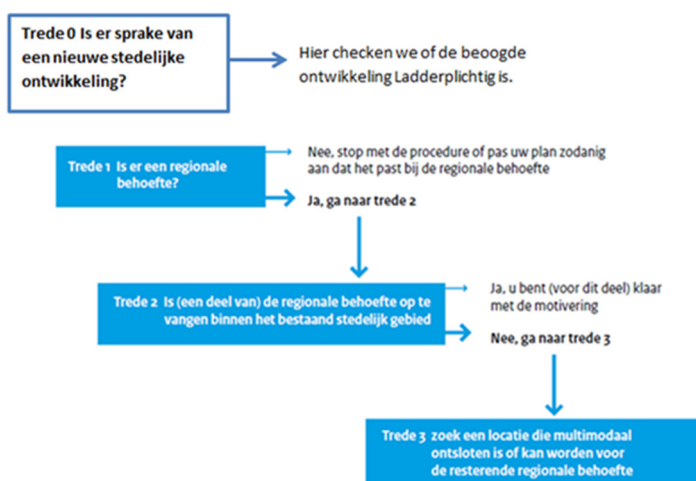 Trede 0 Is er sprake van
een nieuwe stedelijke
ontwikkeling?
Hier checken we of de beoogde
ontwikkeling Ladderplichtig is.
Trede 1 Is er een regionale
behoefte?
Nee, stop met de procedure of pas uw plan zodanig
aan dat het past bij de regionale behoefte
Ja, ga naar trede 2
Trede 2 Is (een deel van) de regionale behoefte op te
vangen binnen het bestaand stedelijk gebied
Ja, u bent (voor dit deel) klaar
met de motivering
Nee, ga naar trede 3
Trede 3 zoek een locatie die multimodaal
ontsloten is of kan worden voor
de resterende regionale behoefte